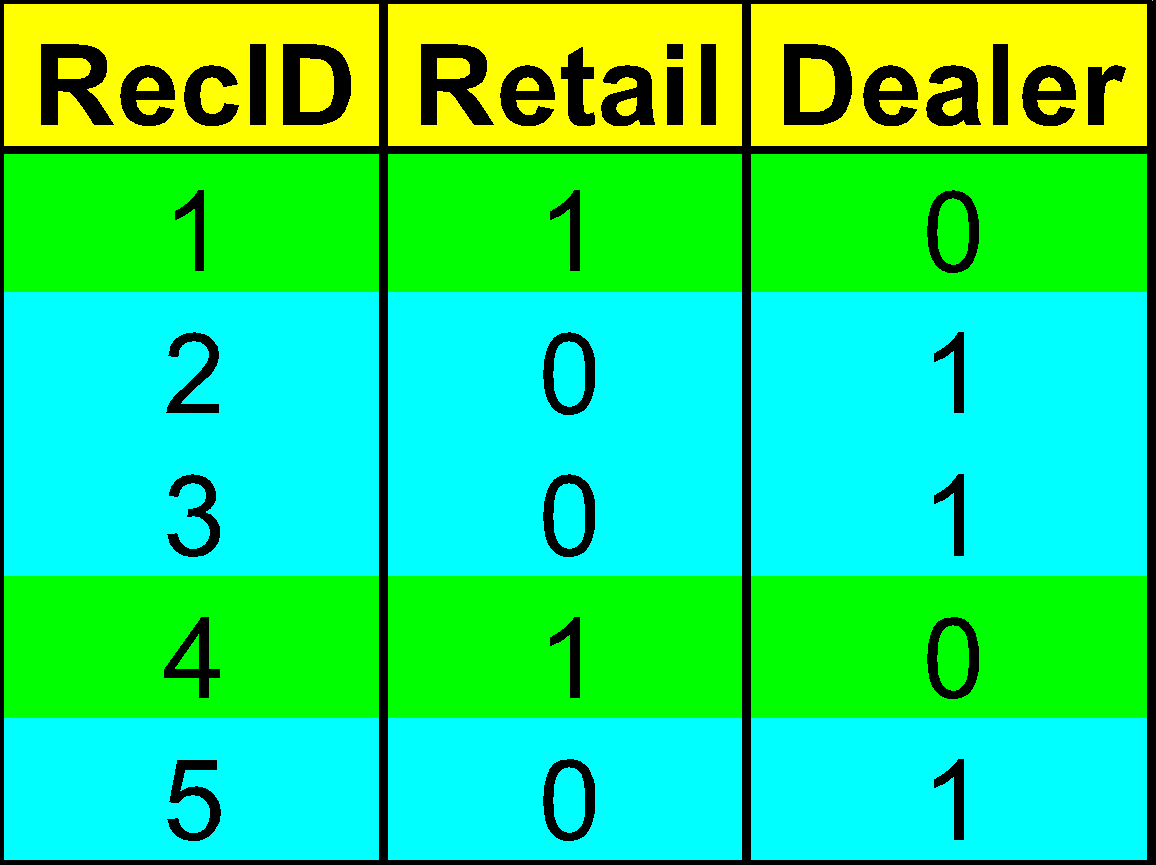 RecID Retail Dealer
1 1 0
2 0 1
3 0 1
4 1 0
5 0 1